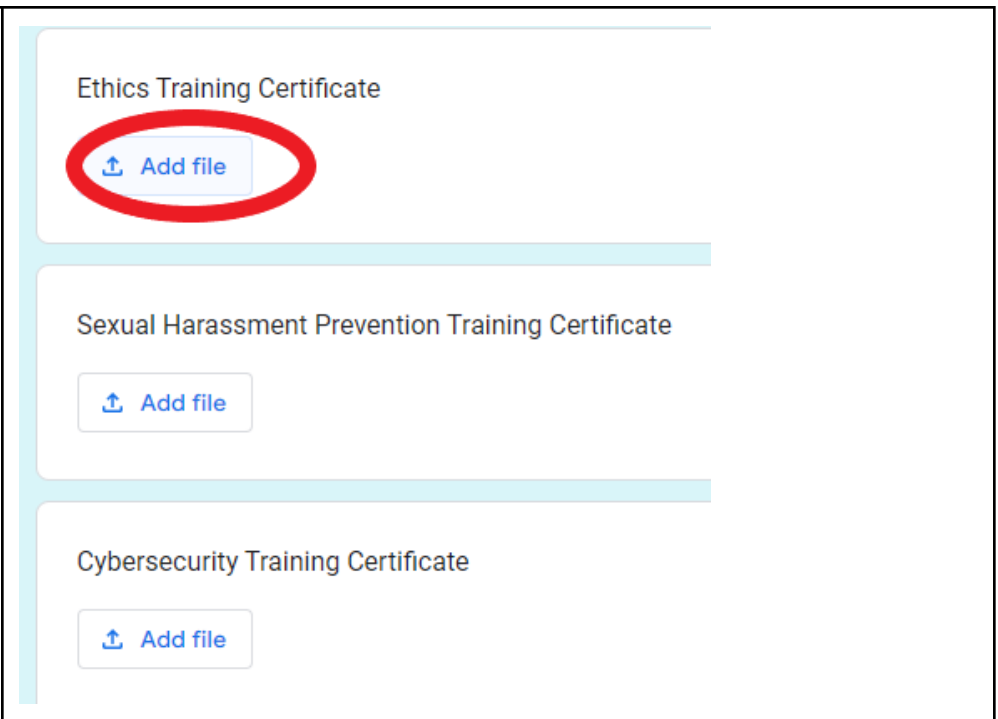 Ethics Training Certificate
Add file
Sexual Harassment Prevention Training Certificate
Add file
Cybersecurity Training Certificate
Add file